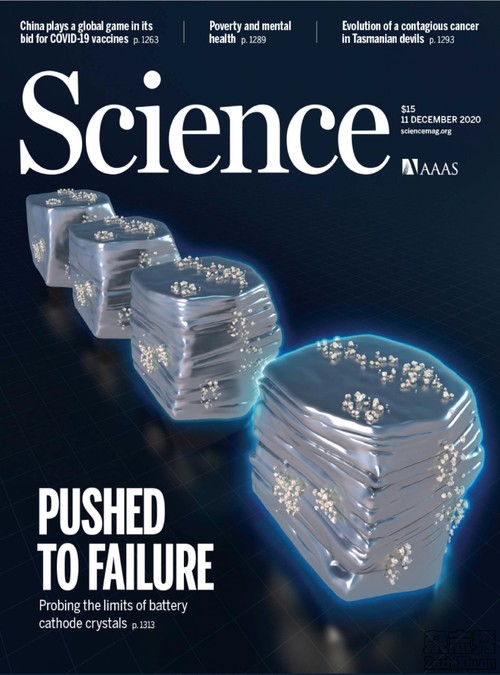 China plays a global game in its
bid for COVID-19 vaccines p. 1263
Poverty and mental
health p. 1289
Evolution of a contagious cancer
in Tasmanian devils p. 1293
Science
$15
11 DECEMBER 2020
sciencemag.org
AAAS
PUSHED
TO FAILURE
Probing the limits of battery
cathode crystals p. 1313